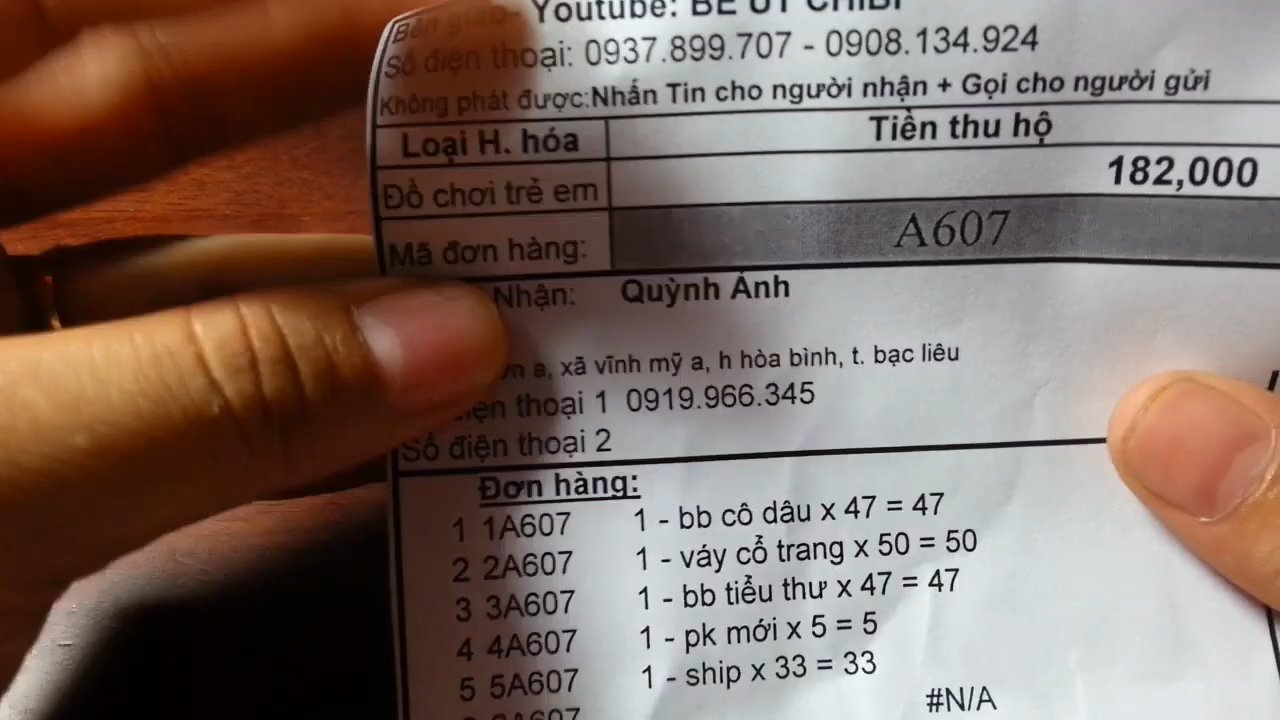 Youtube: BÉ ÚT CHIBI
Số điện thoại: 0937.899.707 - 0908.134.924
Không phát được:Nhắn Tin cho người nhận + Gọi cho người gửi
Loại H. hóa Tiền thu hộ
Đồ chơi trẻ em 182,000
Mã đơn hàng: A607
Nhận: Quỳnh Ánh
a, xã vĩnh mỹ a, h hòa bình, t. bạc liêu
điện thoại 1 0919.966.345
Số điện thoại 2
Đơn hàng:
1 1A607 1 - bb cô dâu x 47 = 47
2 2A607 1 - váy cổ trang x 50 = 50
3 3A607 1 - bb tiểu thư x 47 = 47
4 4A607 1 - pk mới x 5 = 5
5 5A607 1 - ship x 33 = 33
#N/A